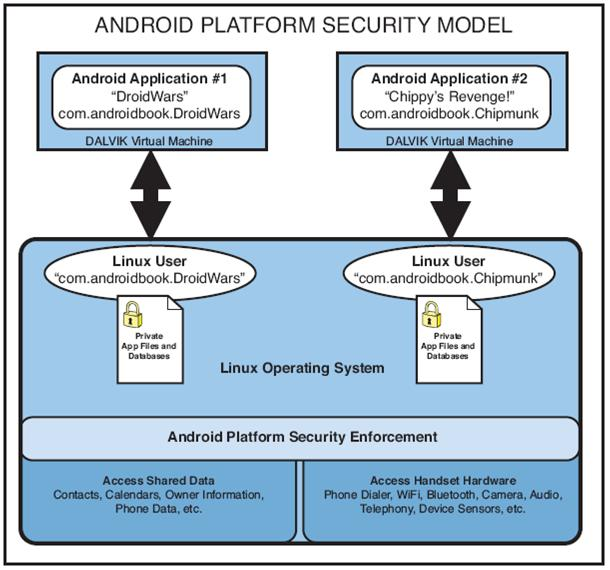 ANDROID PLATFORM SECURITY MODEL
Android Application #1
“DroidWars”
com.androidbook.DroidWars
DALVIK Virtual Machine
Android Application #2
“Chippy’s Revenge!”
com.androidbook.Chipmunk
DALVIK Virtual Machine
Linux User
“com.androidbook.DroidWars”
Private
App Files and
Databases
Linux User
“com.androidbook.Chipmunk”
Private
App Files and
Databases
Linux Operating System
Android Platform Security Enforcement
Access Shared Data
Contacts, Calendars, Owner Information,
Phone Data, etc.
Access Handset Hardware
Phone Dialer, WiFi, Bluetooth, Camera, Audio,
Telephony, Device Sensors, etc.